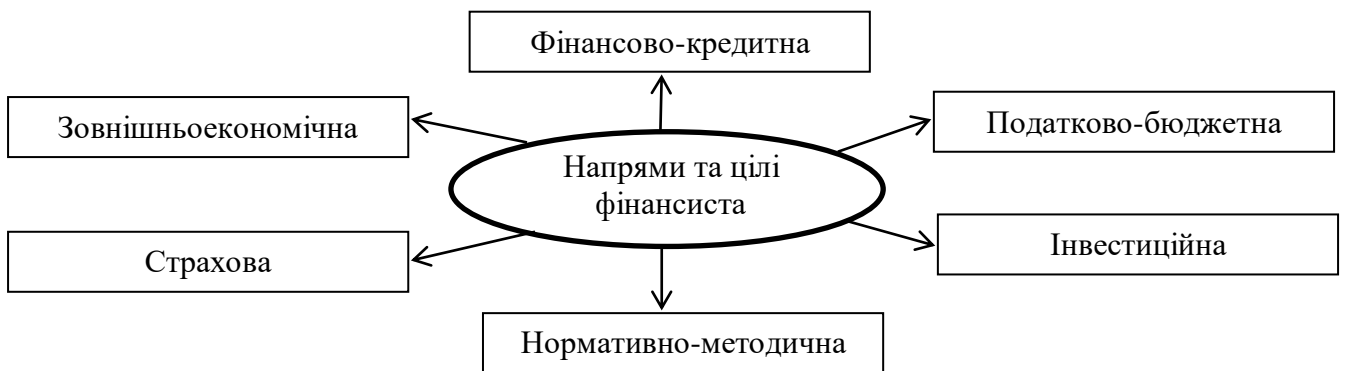 Фінансово-кредитна
Зовнішньоекономічна
Податково-бюджетна
Напрями та цілі
фінансиста
Страхова
Інвестиційна
Нормативно-методична